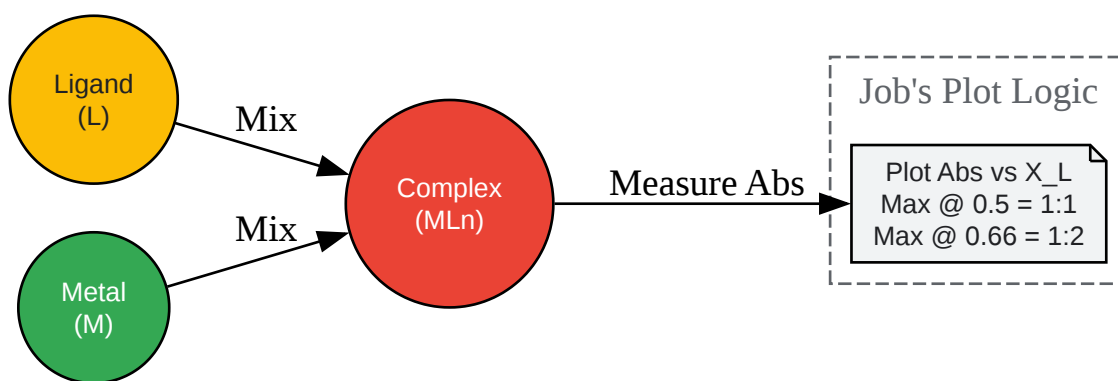 Ligand
(L)
Mix
Metal
(M)
Mix
Complex
(MLn)
Measure Abs
Job's Plot Logic
Plot Abs vs X_L
Max @ 0.5 = 1:1
Max @ 0.66 = 1:2